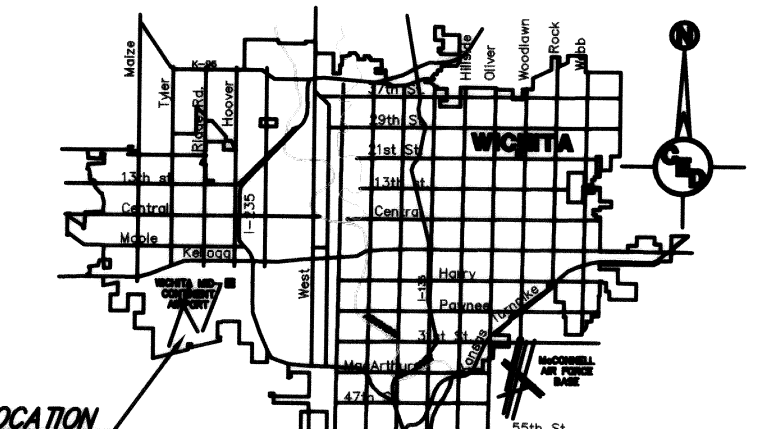 N
Maize
K-96
Tyler
Ridge Rd.
Hoover
Hillside
Oliver
Woodlawn
Rock
Webb
37th St.
29th St.
WICHITA
21st St.
13th st.
13th st.
Central
Central
I-235
Maple
Kellogg
West
Harry
WICHITA MID-
CONTINENT
AIRPORT
I-135
Pawnee
Kansas Turnpike
31st St.
MacArthur
McCONNELL
AIR FORCE
BASE
47th St.
55th St.
OCATION